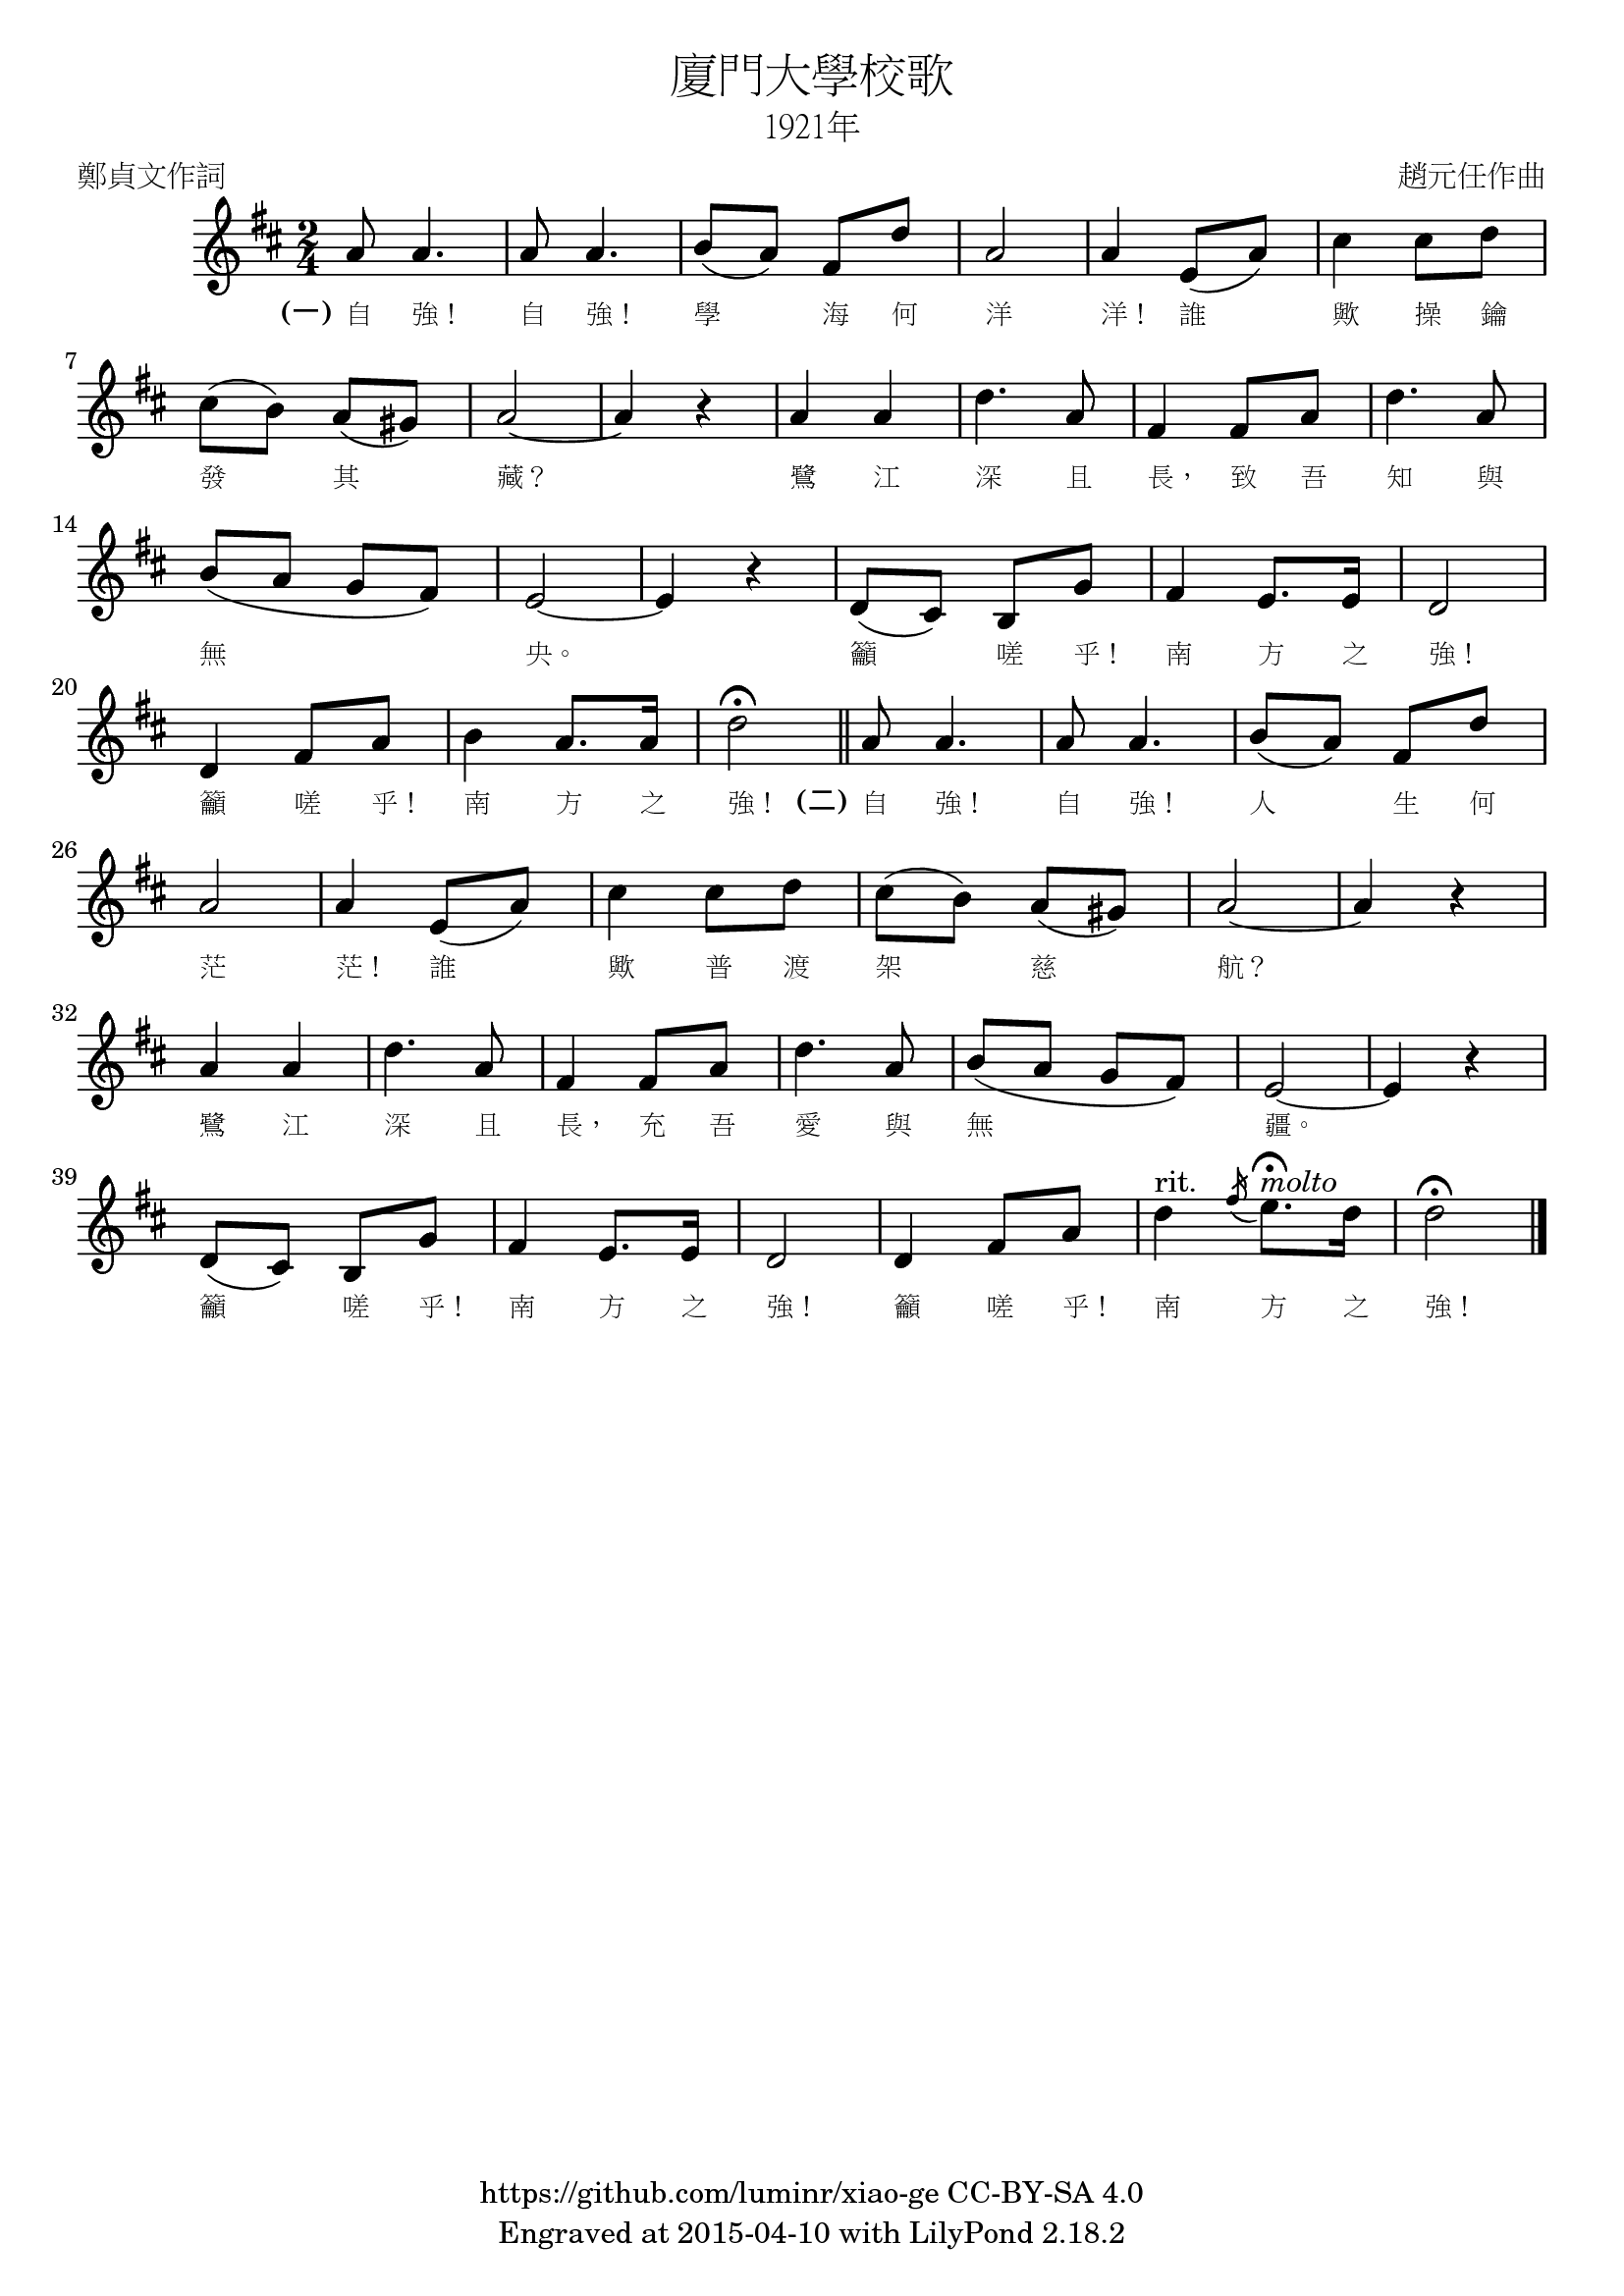 廈門大學校歌
1921年
鄭貞文作詞 趙元任作曲
(一) 自 強！ 自 強！ 學 海 何 洋 洋！ 誰 歟 操 鑰
7
發 其 藏？ 鷺 江 深 且 長， 致 吾 知 與
14
無 央。 籲 嗟 乎！ 南 方 之 強！
20
籲 嗟 乎！ 南 方 之 強！ (二) 自 強！ 自 強！ 人 生 何
26
茫 茫！ 誰 歟 普 渡 架 慈 航？
32
鷺 江 深 且 長， 充 吾 愛 與 無 疆。
39
rit. molto
籲 嗟 乎！ 南 方 之 強！ 籲 嗟 乎！ 南 方 之 強！
https://github.com/luminr/xiao-ge CC-BY-SA 4.0
Engraved at 2015-04-10 with LilyPond 2.18.2